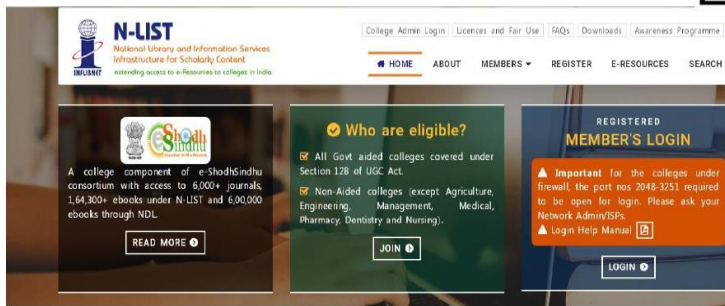 N-LIST
National Library and Information Services
Infrastructure for Scholarly Content
extending access to e-Resources to colleges in India
INFLIBNET
College Admin Login
Licences and Fair Use
FAQs
Downloads
Awareness Programme
HOME
ABOUT
MEMBERS
REGISTER
E-RESOURCES
SEARCH
e-Shodh
Sindhu
A college component of e-ShodhSindhu
consortium with access to 6,000+ journals,
1,64,300+ ebooks under N-LIST and 6,00,000
ebooks through NDL.
READ MORE
Who are eligible?
All Govt aided colleges covered under
Section 12B of UGC Act.
Non-Aided colleges (except Agriculture,
Engineering, Management, Medical,
Pharmacy, Dentistry and Nursing).
JOIN
REGISTERED
MEMBER'S LOGIN
Important for the colleges under
firewall, the port nos 2048-3251 required
to be open for login. Please ask your
Network Admin/ISPs.
Login Help Manual
LOGIN